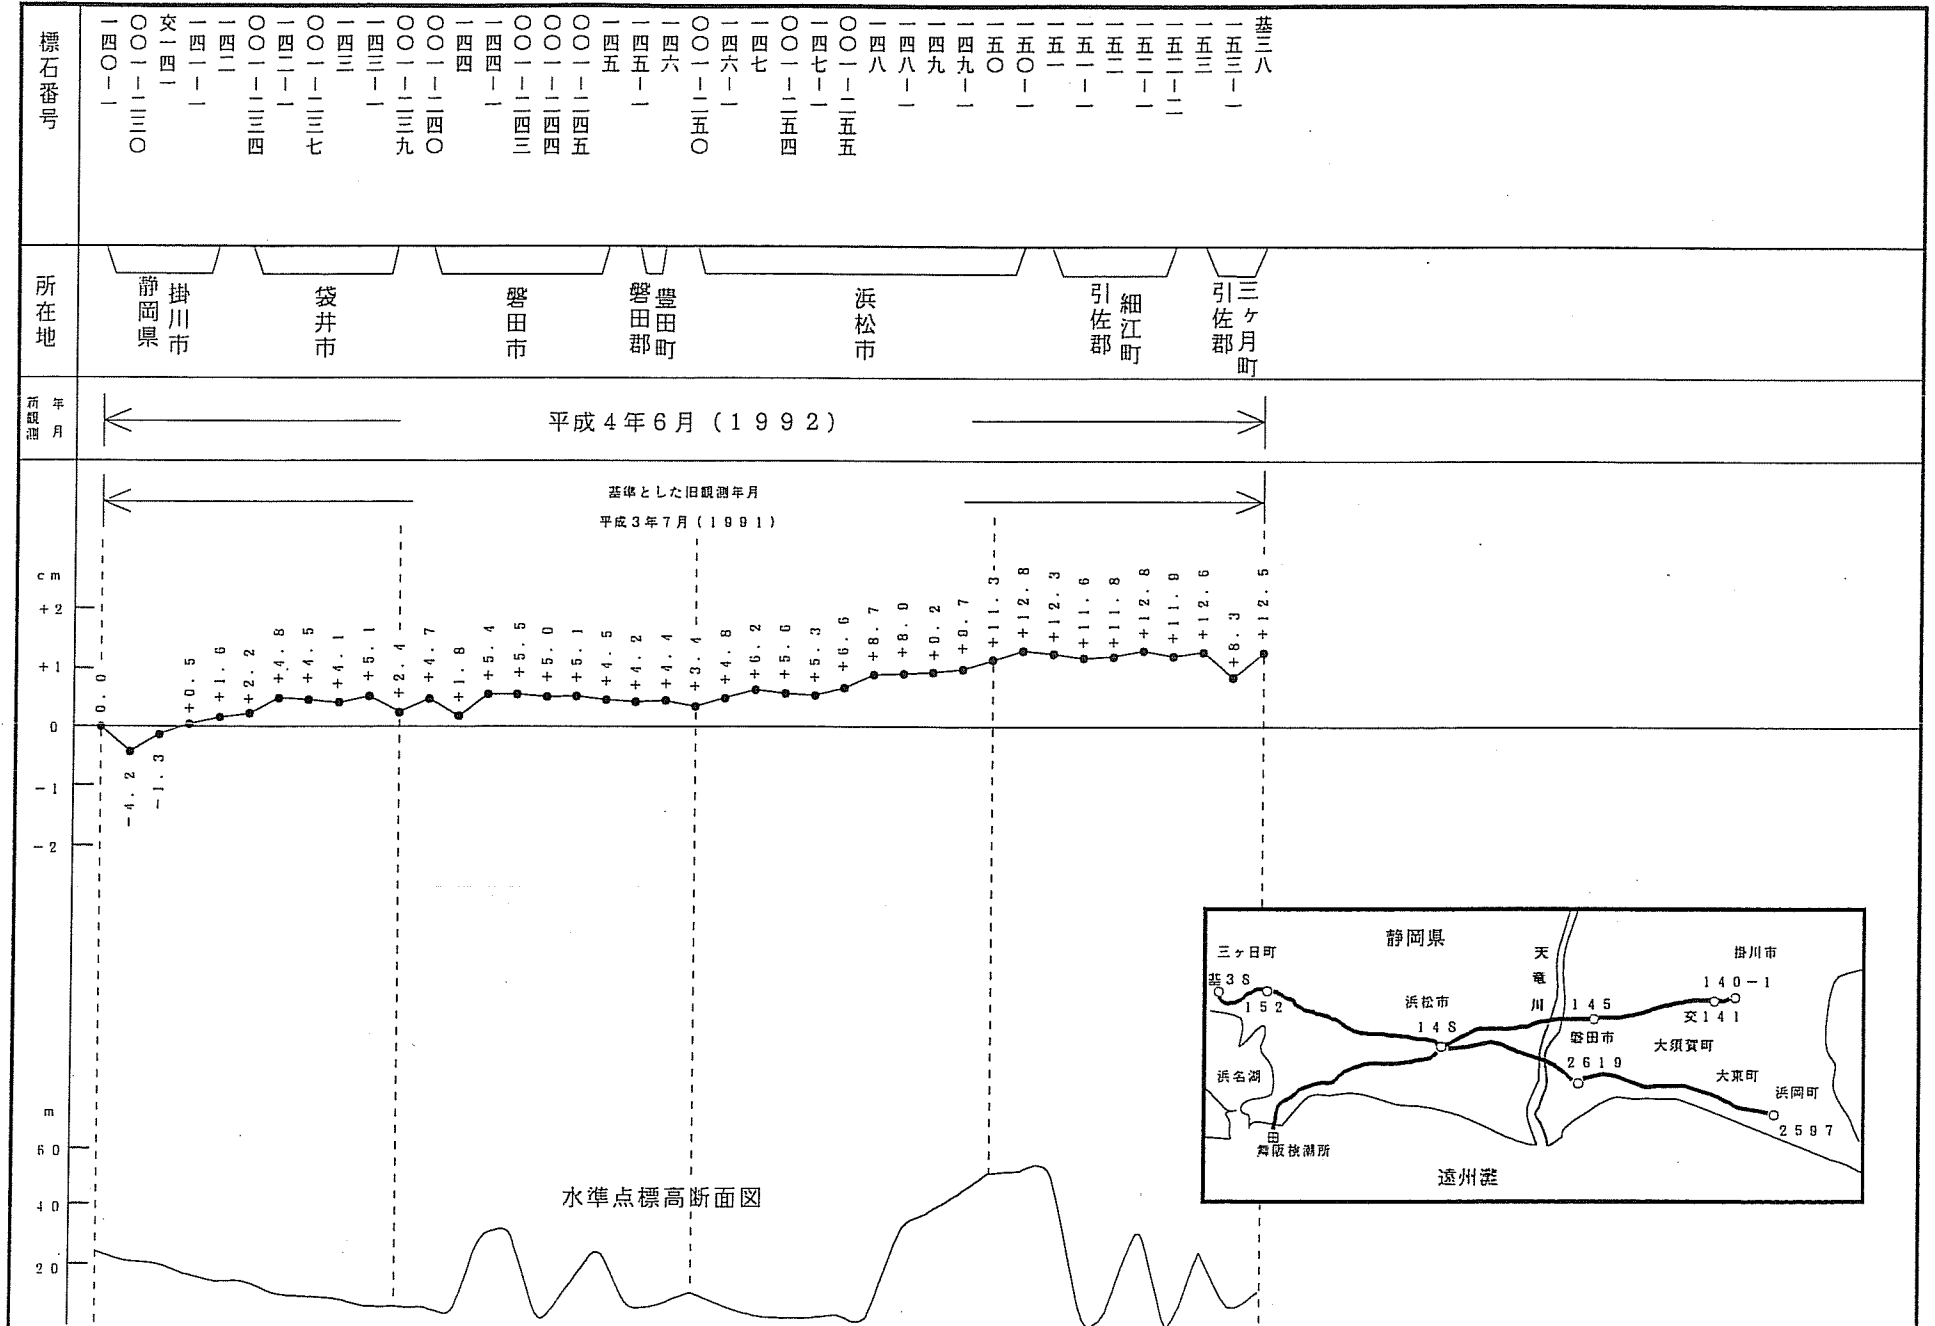 標石番号
一四〇-一
〇〇一-二三〇
交一四一
一四一-一
一四二
〇〇一-二三四
一四二-一
〇〇一-二三七
一四三
一四三-一
〇〇一-二三九
〇〇一-二四〇
一四四
一四四-一
〇〇一-二四三
〇〇一-二四四
〇〇一-二四五
一四五
一四五-一
一四六
〇〇一-二五〇
一四六-一
一四七
〇〇一-二五四
一四七-一
〇〇一-二五五
一四八
一四八-一
一四九
一四九-一
一五〇
一五〇-一
一五一
一五一-一
一五二
一五二-一
一五二-二
一五三
一五三-一
基三八
所在地
静岡県
掛川市
袋井市
磐田市
磐田郡
豊田町
浜松市
引佐郡
細江町
引佐郡
三ヶ月町
新観測
年月
平成4年6月(1992)
基準とした旧観測年月
平成3年7月(1991)
cm
+2
+1
0
-1
-2
0.0
-4.2
-1.3
+0.5
+1.6
+2.2
+4.8
+4.5
+4.1
+5.1
+2.4
+4.7
+1.8
+5.4
+5.5
+5.0
+5.1
+4.5
+4.2
+4.4
+3.4
+4.8
+6.2
+5.6
+5.3
+6.6
+8.7
+8.9
+9.2
+9.7
+11.3
+12.8
+12.3
+11.6
+11.8
+12.8
+11.9
+12.6
+8.3
+12.5
m
60
40
20
水準点標高断面図
静岡県
三ヶ日町
天竜川
掛川市
基38
152
浜松市
148
145
140-1
交141
磐田市
大須賀町
2619
浜名湖
大東町
浜岡町
2597
舞阪検潮所
遠州灘